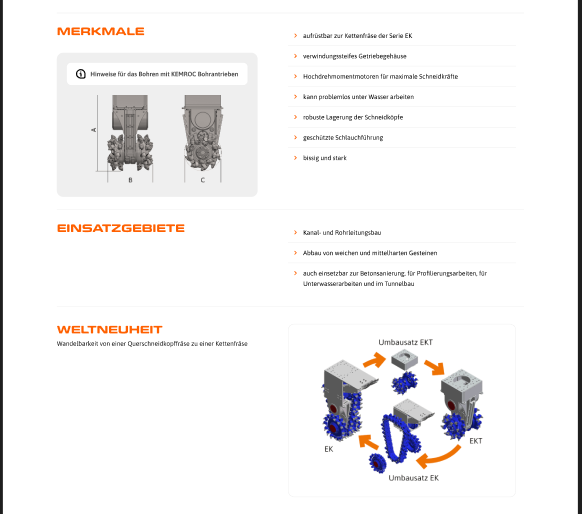 MERKMALE
Hinweise für das Bohren mit KEMROC Bohrantrieben
A
B
C
aufrüstbar zur Kettenfräse der Serie EK
verwindungssteifes Getriebegehäuse
Hochdrehmomentmotoren für maximale Schneidkräfte
kann problemlos unter Wasser arbeiten
robuste Lagerung der Schneidköpfe
geschützte Schlauchführung
bissig und stark
EINSATZGEBIETE
Kanal- und Rohrleitungsbau
Abbau von weichen und mittelharten Gesteinen
auch einsetzbar zur Betonsanierung, für Profilierungsarbeiten, für
Unterwasserarbeiten und im Tunnelbau
WELTNEUHEIT
Wandelbarkeit von einer Querschneidkopffräse zu einer Kettenfräse
Umbausatz EKT
EK
EKT
Umbausatz EK